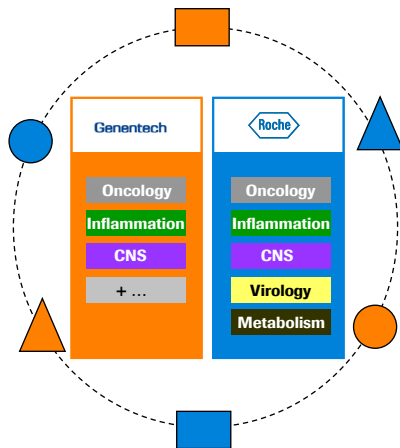 Genentech
Oncology
Inflammation
CNS
+ ...
Roche
Oncology
Inflammation
CNS
Virology
Metabolism